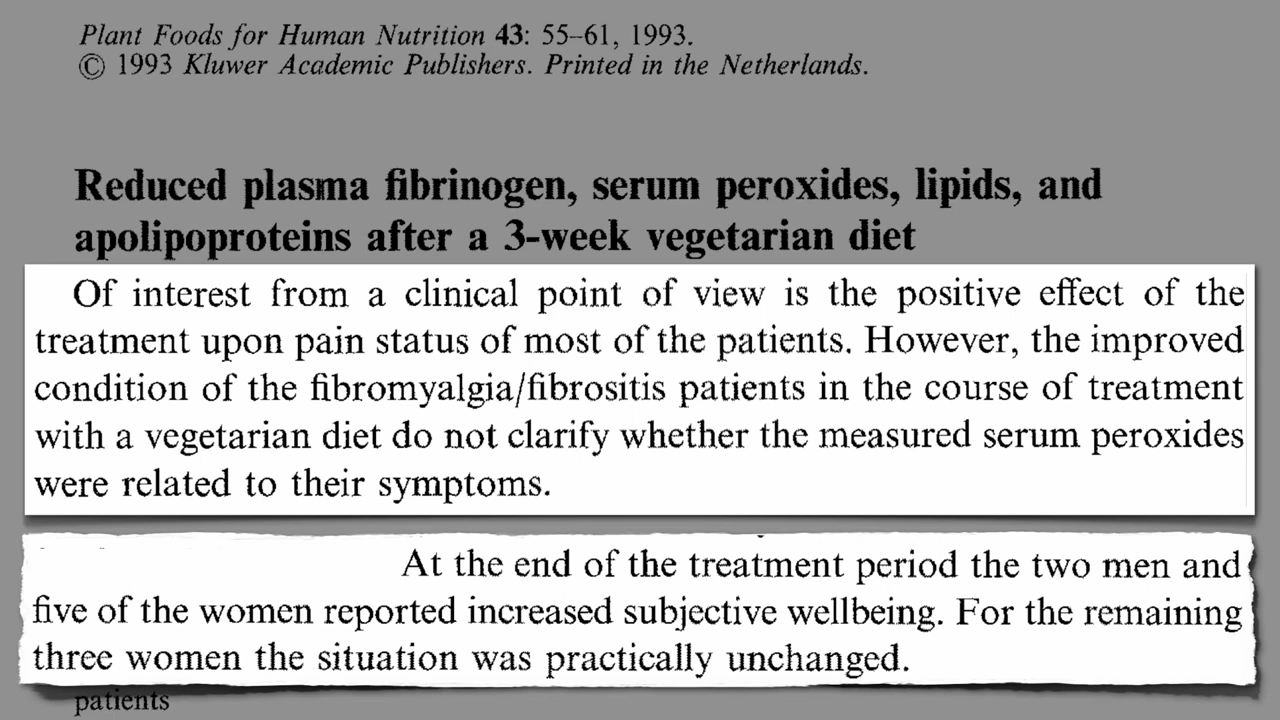 Plant Foods for Human Nutrition 43: 55–61, 1993.
© 1993 Kluwer Academic Publishers. Printed in the Netherlands.
Reduced plasma fibrinogen, serum peroxides, lipids, and
apolipoproteins after a 3-week vegetarian diet
Of interest from a clinical point of view is the positive effect of the
treatment upon pain status of most of the patients. However, the improved
condition of the fibromyalgia/fibrositis patients in the course of treatment
with a vegetarian diet do not clarify whether the measured serum peroxides
were related to their symptoms.
At the end of the treatment period the two men and
five of the women reported increased subjective wellbeing. For the remaining
three women the situation was practically unchanged.
patients